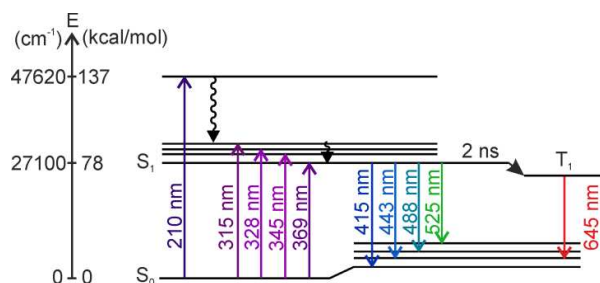 E
(cm⁻¹) (kcal/mol)
47620 137
27100 78
0 0
S₁
S₀
210 nm
315 nm
328 nm
345 nm
369 nm
415 nm
443 nm
488 nm
525 nm
2 ns
T₁
645 nm